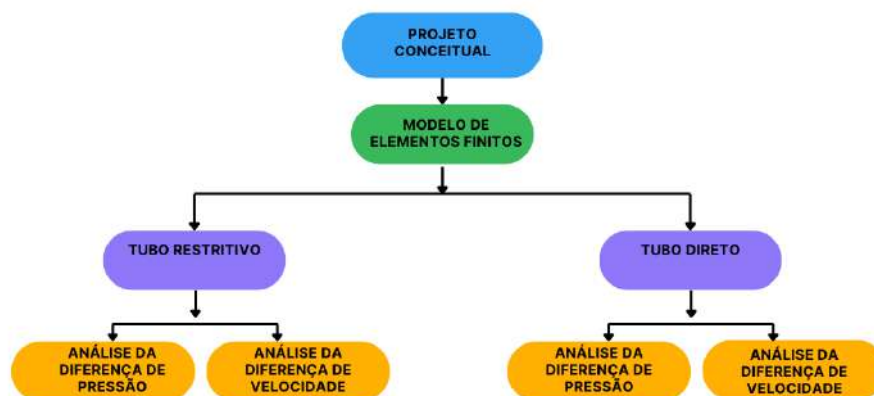 PROJETO
CONCEITUAL
MODELO DE
ELEMENTOS FINITOS
TUBO RESTRITIVO
TUBO DIRETO
ANÁLISE DA
DIFERENÇA DE
PRESSÃO
ANÁLISE DA
DIFERENÇA DE
VELOCIDADE
ANÁLISE DA
DIFERENÇA DE
PRESSÃO
ANÁLISE DA
DIFERENÇA DE
VELOCIDADE